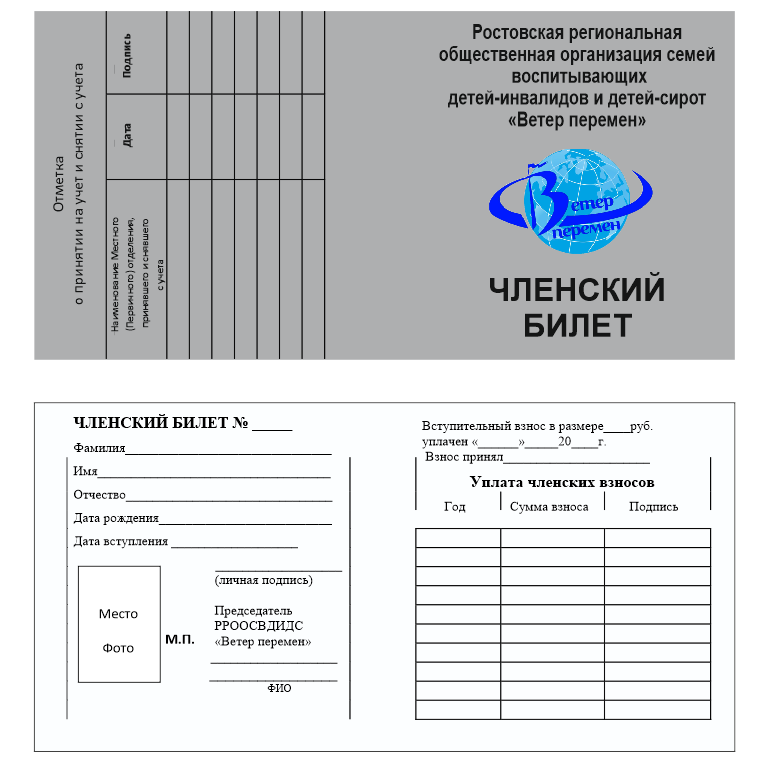 Отметка
о принятии на учет и снятии с учета
Наименование Местного
(Первичного) отделения,
принявшего и снявшего
с учета
Дата
Подпись
Ростовская региональная
общественная организация семей
воспитывающих
детей-инвалидов и детей-сирот
«Ветер перемен»
Ветер
перемен
ЧЛЕНСКИЙ
БИЛЕТ
ЧЛЕНСКИЙ БИЛЕТ № _____
Фамилия
Имя
Отчество
Дата рождения
Дата вступления
(личная подпись)
Место
Фото
М.П.
Председатель
РРООСВДИДС
«Ветер перемен»
ФИО
Вступительный взнос в размере____руб.
уплачен «______»_____20____г.
Взнос принял
Уплата членских взносов
Год Сумма взноса Подпись